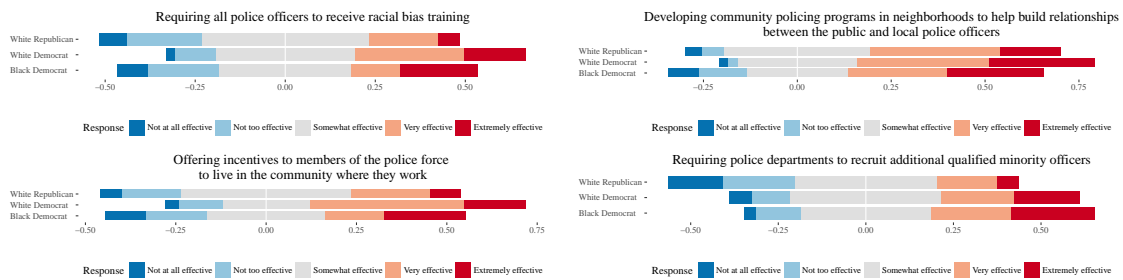 Requiring all police officers to receive racial bias training
White Republican
White Democrat
Black Democrat
−0.50 −0.25 0.00 0.25 0.50
Response Not at all effective Not too effective Somewhat effective Very effective Extremely effective
Developing community policing programs in neighborhoods to help build relationships
between the public and local police officers
White Republican
White Democrat
Black Democrat
−0.25 0.00 0.25 0.50 0.75
Response Not at all effective Not too effective Somewhat effective Very effective Extremely effective
Offering incentives to members of the police force
to live in the community where they work
White Republican
White Democrat
Black Democrat
−0.50 −0.25 0.00 0.25 0.50 0.75
Response Not at all effective Not too effective Somewhat effective Very effective Extremely effective
Requiring police departments to recruit additional qualified minority officers
White Republican
White Democrat
Black Democrat
−0.50 −0.25 0.00 0.25 0.50
Response Not at all effective Not too effective Somewhat effective Very effective Extremely effective